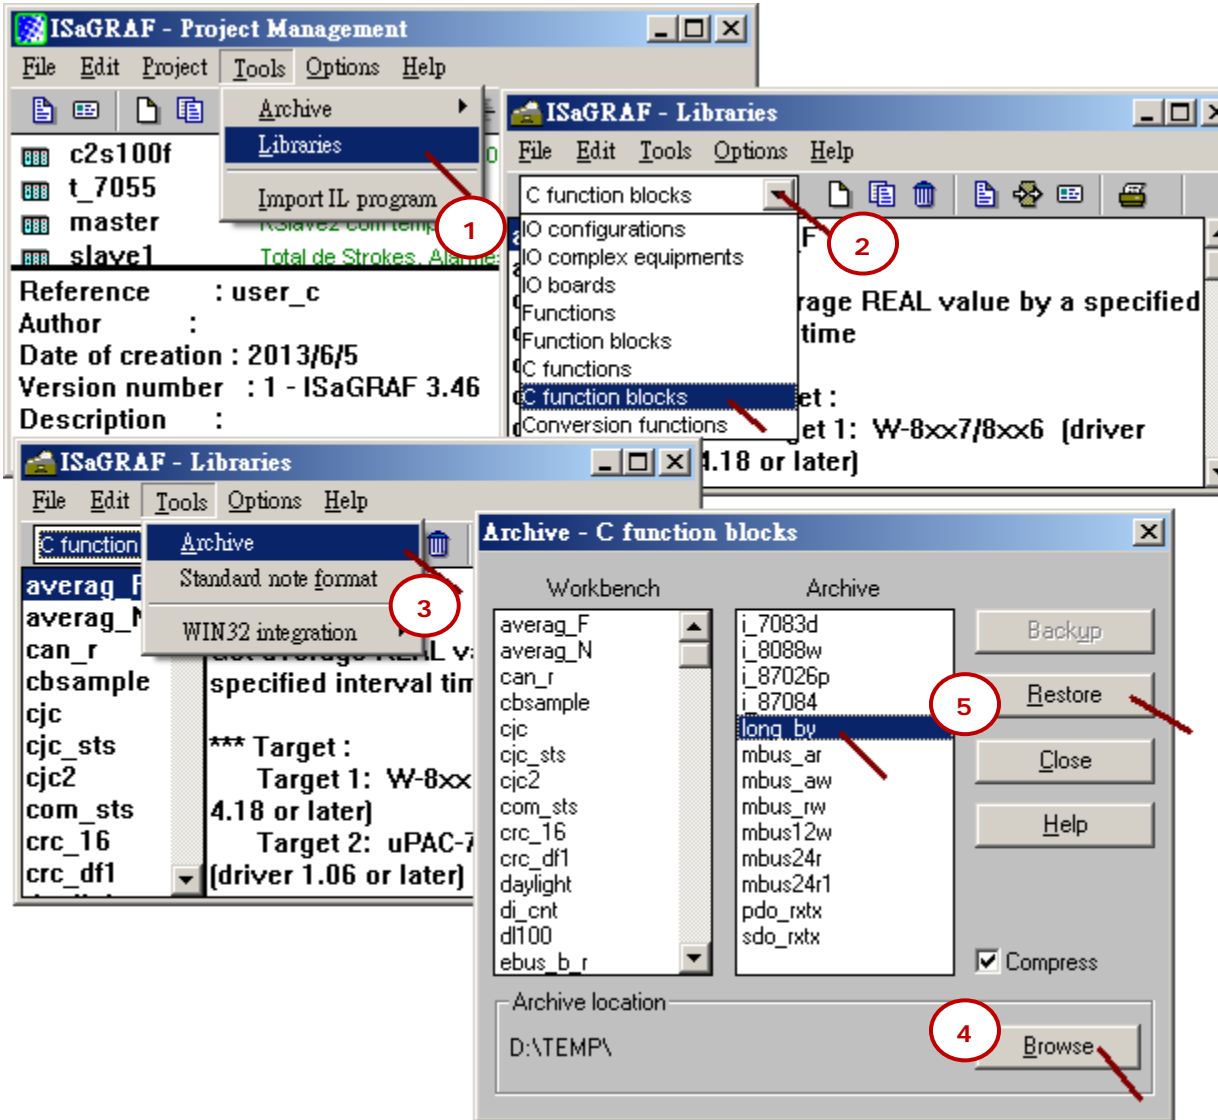 ISaGRAF - Project Management
File Edit Project Tools Options Help
Archive
Libraries
Import IL program
1
c2s100f
t_7055
master
slave1
Total de Strokes, Alarmes
Reference : user_c
Author :
Date of creation : 2013/6/5
Version number : 1 - ISaGRAF 3.46
Description :
ISaGRAF - Libraries
File Edit Tools Options Help
C function blocks
2
IO configurations
IO complex equipments
IO boards
Functions
Function blocks
C functions
C function blocks
Conversion functions
F
rage REAL value by a specified
time
et :
get 1: W-8xx7/8xx6 (driver
4.18 or later)
ISaGRAF - Libraries
File Edit Tools Options Help
C function
Archive
Standard note format
WIN32 integration
3
averag_F
averag_N
can_r
cbsample
cjc
cjc_sts
cjc2
com_sts
crc_16
crc_df1
specified interval tim
*** Target :
Target 1: W-8xx
4.18 or later)
Target 2: uPAC-7
(driver 1.06 or later)
Archive - C function blocks
Workbench
averag_F
averag_N
can_r
cbsample
cjc
cjc_sts
cjc2
com_sts
crc_16
crc_df1
daylight
di_cnt
dl100
ebus_b_r
Archive
i_7083d
i_8088w
i_87026p
i_87084
long_by
mbus_ar
mbus_aw
mbus_rw
mbus12w
mbus24r
mbus24r1
pdo_rxtx
sdo_rxtx
Backup
5
Restore
Close
Help
Compress
Archive location
D:\TEMP\
4
Browse